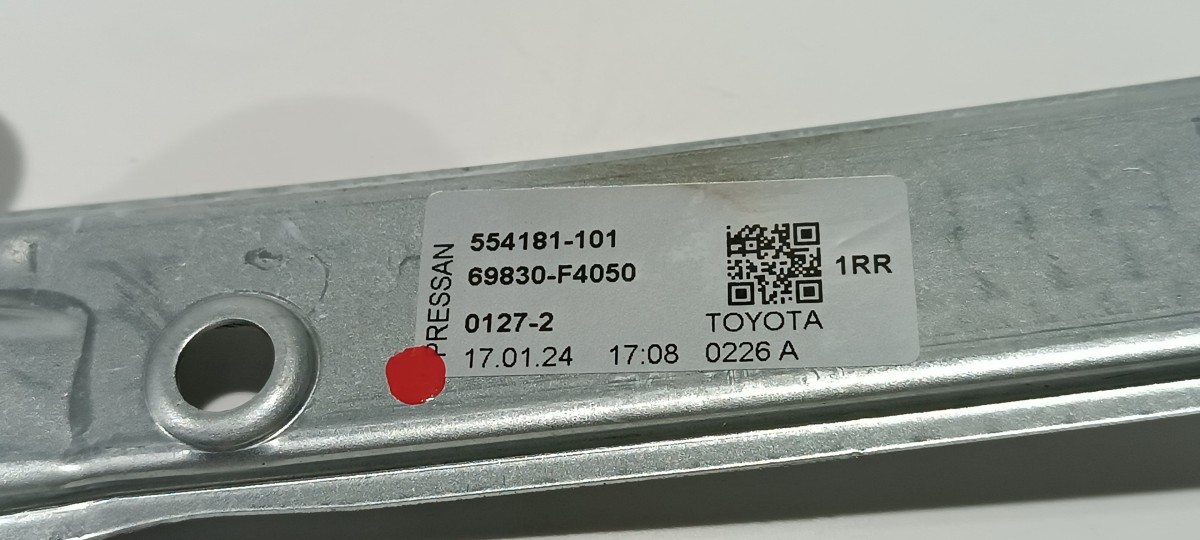 PRESSAN
554181-101
69830-F4050
1RR
0127-2
TOYOTA
17.01.24 17:08 0226 A